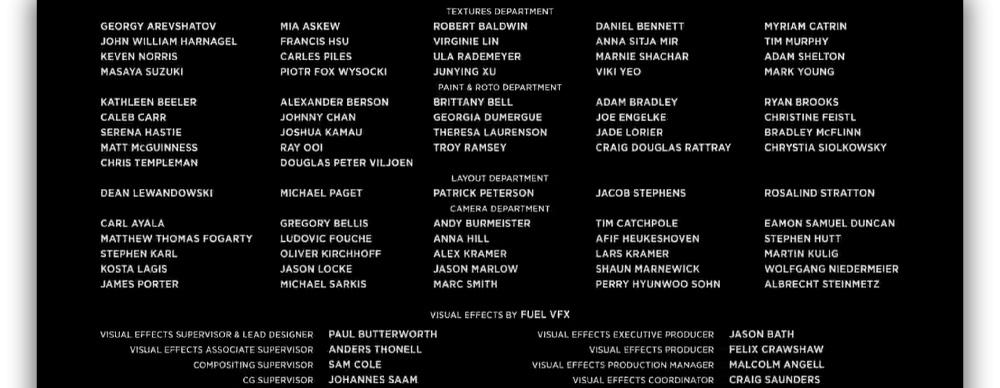 TEXTURES DEPARTMENT
GEORGY AREVSHATOV MIA ASKEW ROBERT BALDWIN DANIEL BENNETT MYRIAM CATRIN
JOHN WILLIAM HARNAGEL FRANCIS HSU VIRGINIE LIN ANNA SITJA MIR TIM MURPHY
KEVEN NORRIS CARLES PILES ULA RADEMEYER MARNIE SHACHAR ADAM SHELTON
MASAYA SUZUKI PIOTR FOX WYSOCKI JUNYING XU VIKI YEO MARK YOUNG
PAINT & ROTO DEPARTMENT
KATHLEEN BEELER ALEXANDER BERSON BRITTANY BELL ADAM BRADLEY RYAN BROOKS
CALEB CARR JOHNNY CHAN GEORGIA DUMERGUE JOE ENGELKE CHRISTINE FEISTL
SERENA HASTIE JOSHUA KAMAU THERESA LAURENSON JADE LORIER BRADLEY McFLINN
MATT McGUINNESS RAY OOI TROY RAMSEY CRAIG DOUGLAS RATTRAY CHRYSTIA SIOLKOWSKY
CHRIS TEMPLEMAN DOUGLAS PETER VILJOEN
LAYOUT DEPARTMENT
DEAN LEWANDOWSKI MICHAEL PAGET PATRICK PETERSON JACOB STEPHENS ROSALIND STRATTON
CAMERA DEPARTMENT
CARL AYALA GREGORY BELLIS ANDY BURMEISTER TIM CATCHPOLE EAMON SAMUEL DUNCAN
MATTHEW THOMAS FOGARTY LUDOVIC FOUCHE ANNA HILL AFIF HEUKESHOVEN STEPHEN HUTT
STEPHEN KARL OLIVER KIRCHHOFF ALEX KRAMER LARS KRAMER MARTIN KULIG
KOSTA LAGIS JASON LOCKE JASON MARLOW SHAUN MARNEWICK WOLFGANG NIEDERMEIER
JAMES PORTER MICHAEL SARKIS MARC SMITH PERRY HYUNWOO SOHN ALBRECHT STEINMETZ
VISUAL EFFECTS BY FUEL VFX
VISUAL EFFECTS SUPERVISOR & LEAD DESIGNER PAUL BUTTERWORTH VISUAL EFFECTS EXECUTIVE PRODUCER JASON BATH
VISUAL EFFECTS ASSOCIATE SUPERVISOR ANDERS THONELL VISUAL EFFECTS PRODUCER FELIX CRAWSHAW
COMPOSITING SUPERVISOR SAM COLE VISUAL EFFECTS PRODUCTION MANAGER MALCOLM ANGELL
CG SUPERVISOR JOHANNES SAAM VISUAL EFFECTS COORDINATOR CRAIG SAUNDERS